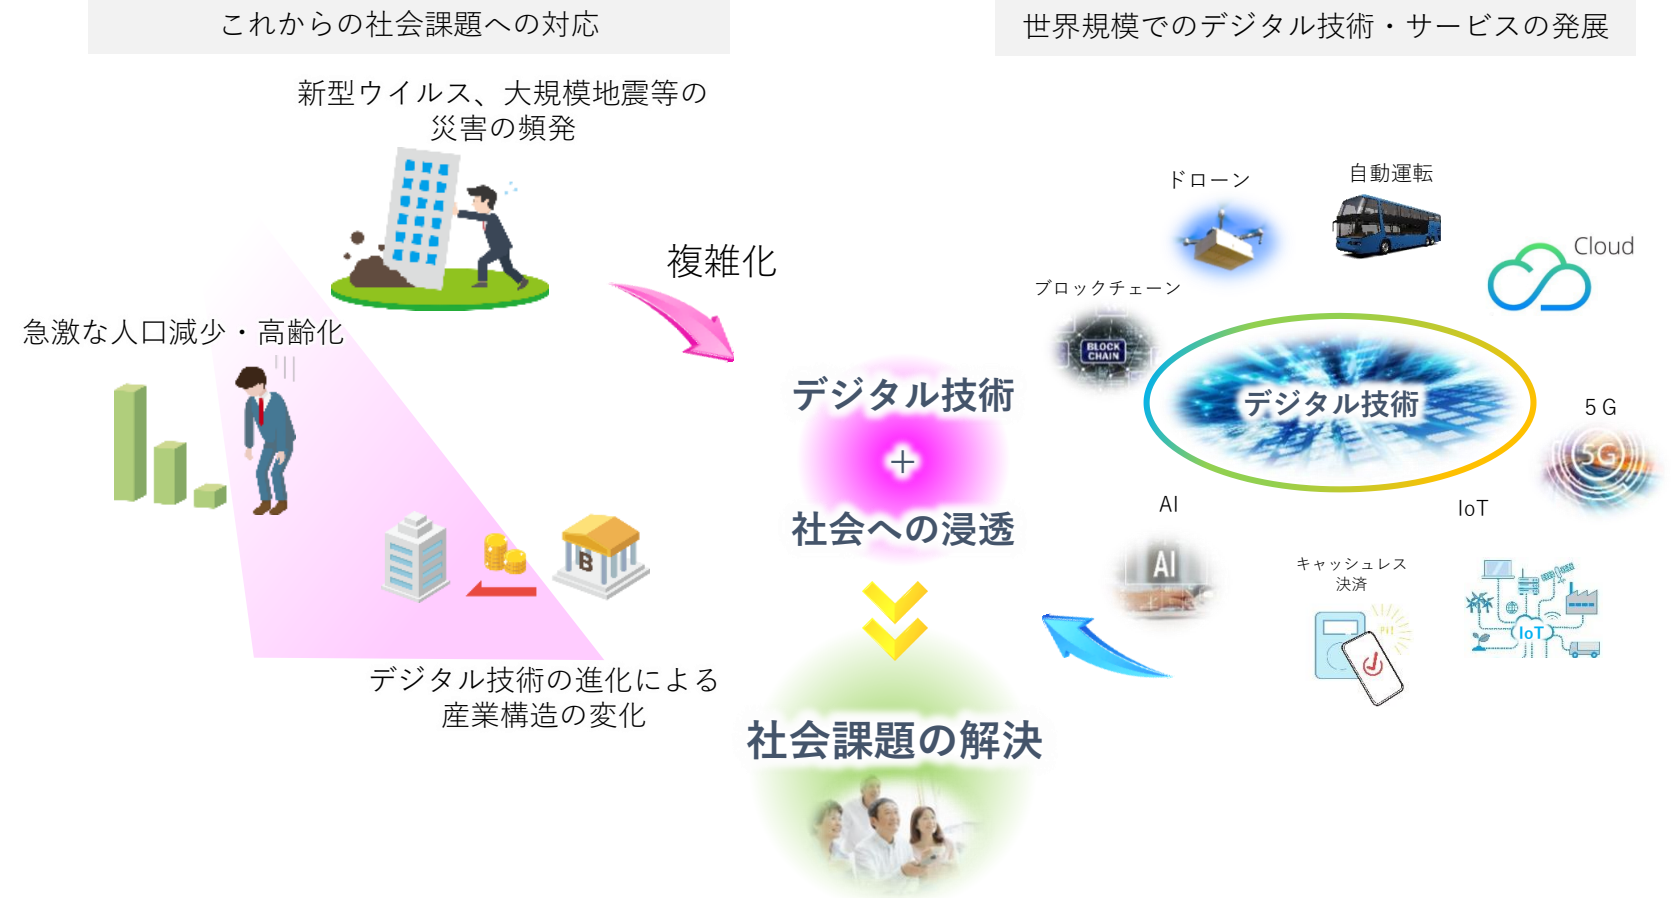 これからの社会課題への対応
新型ウイルス、大規模地震等の
災害の頻発
複雑化
急激な人口減少・高齢化
B
デジタル技術の進化による
産業構造の変化
デジタル技術
＋
社会への浸透
社会課題の解決
世界規模でのデジタル技術・サービスの発展
ドローン
自動運転
Cloud
ブロックチェーン
BLOCK
CHAIN
デジタル技術
５G
5G
AI
AI
IoT
キャッシュレス
決済
Pi!
IoT